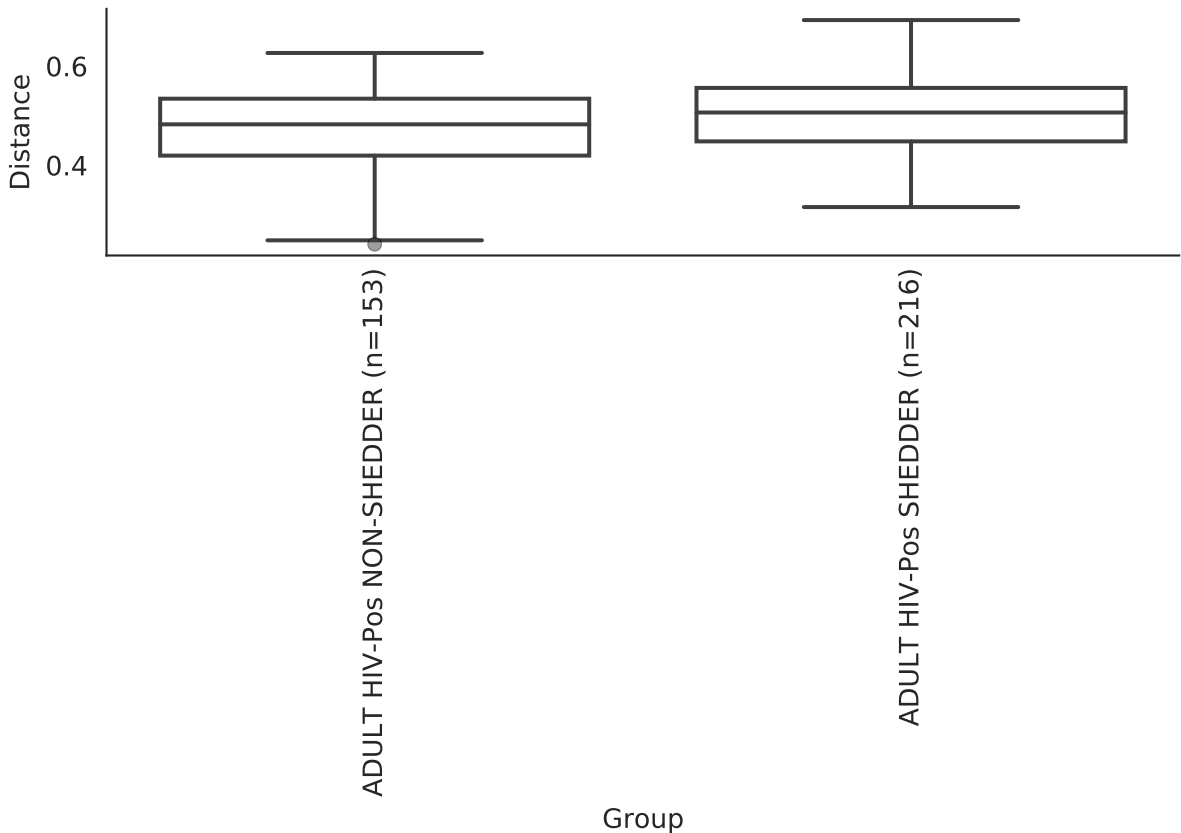 Distance
0.6
0.4
ADULT HIV-Pos NON-SHEDDER (n=153)
ADULT HIV-Pos SHEDDER (n=216)
Group